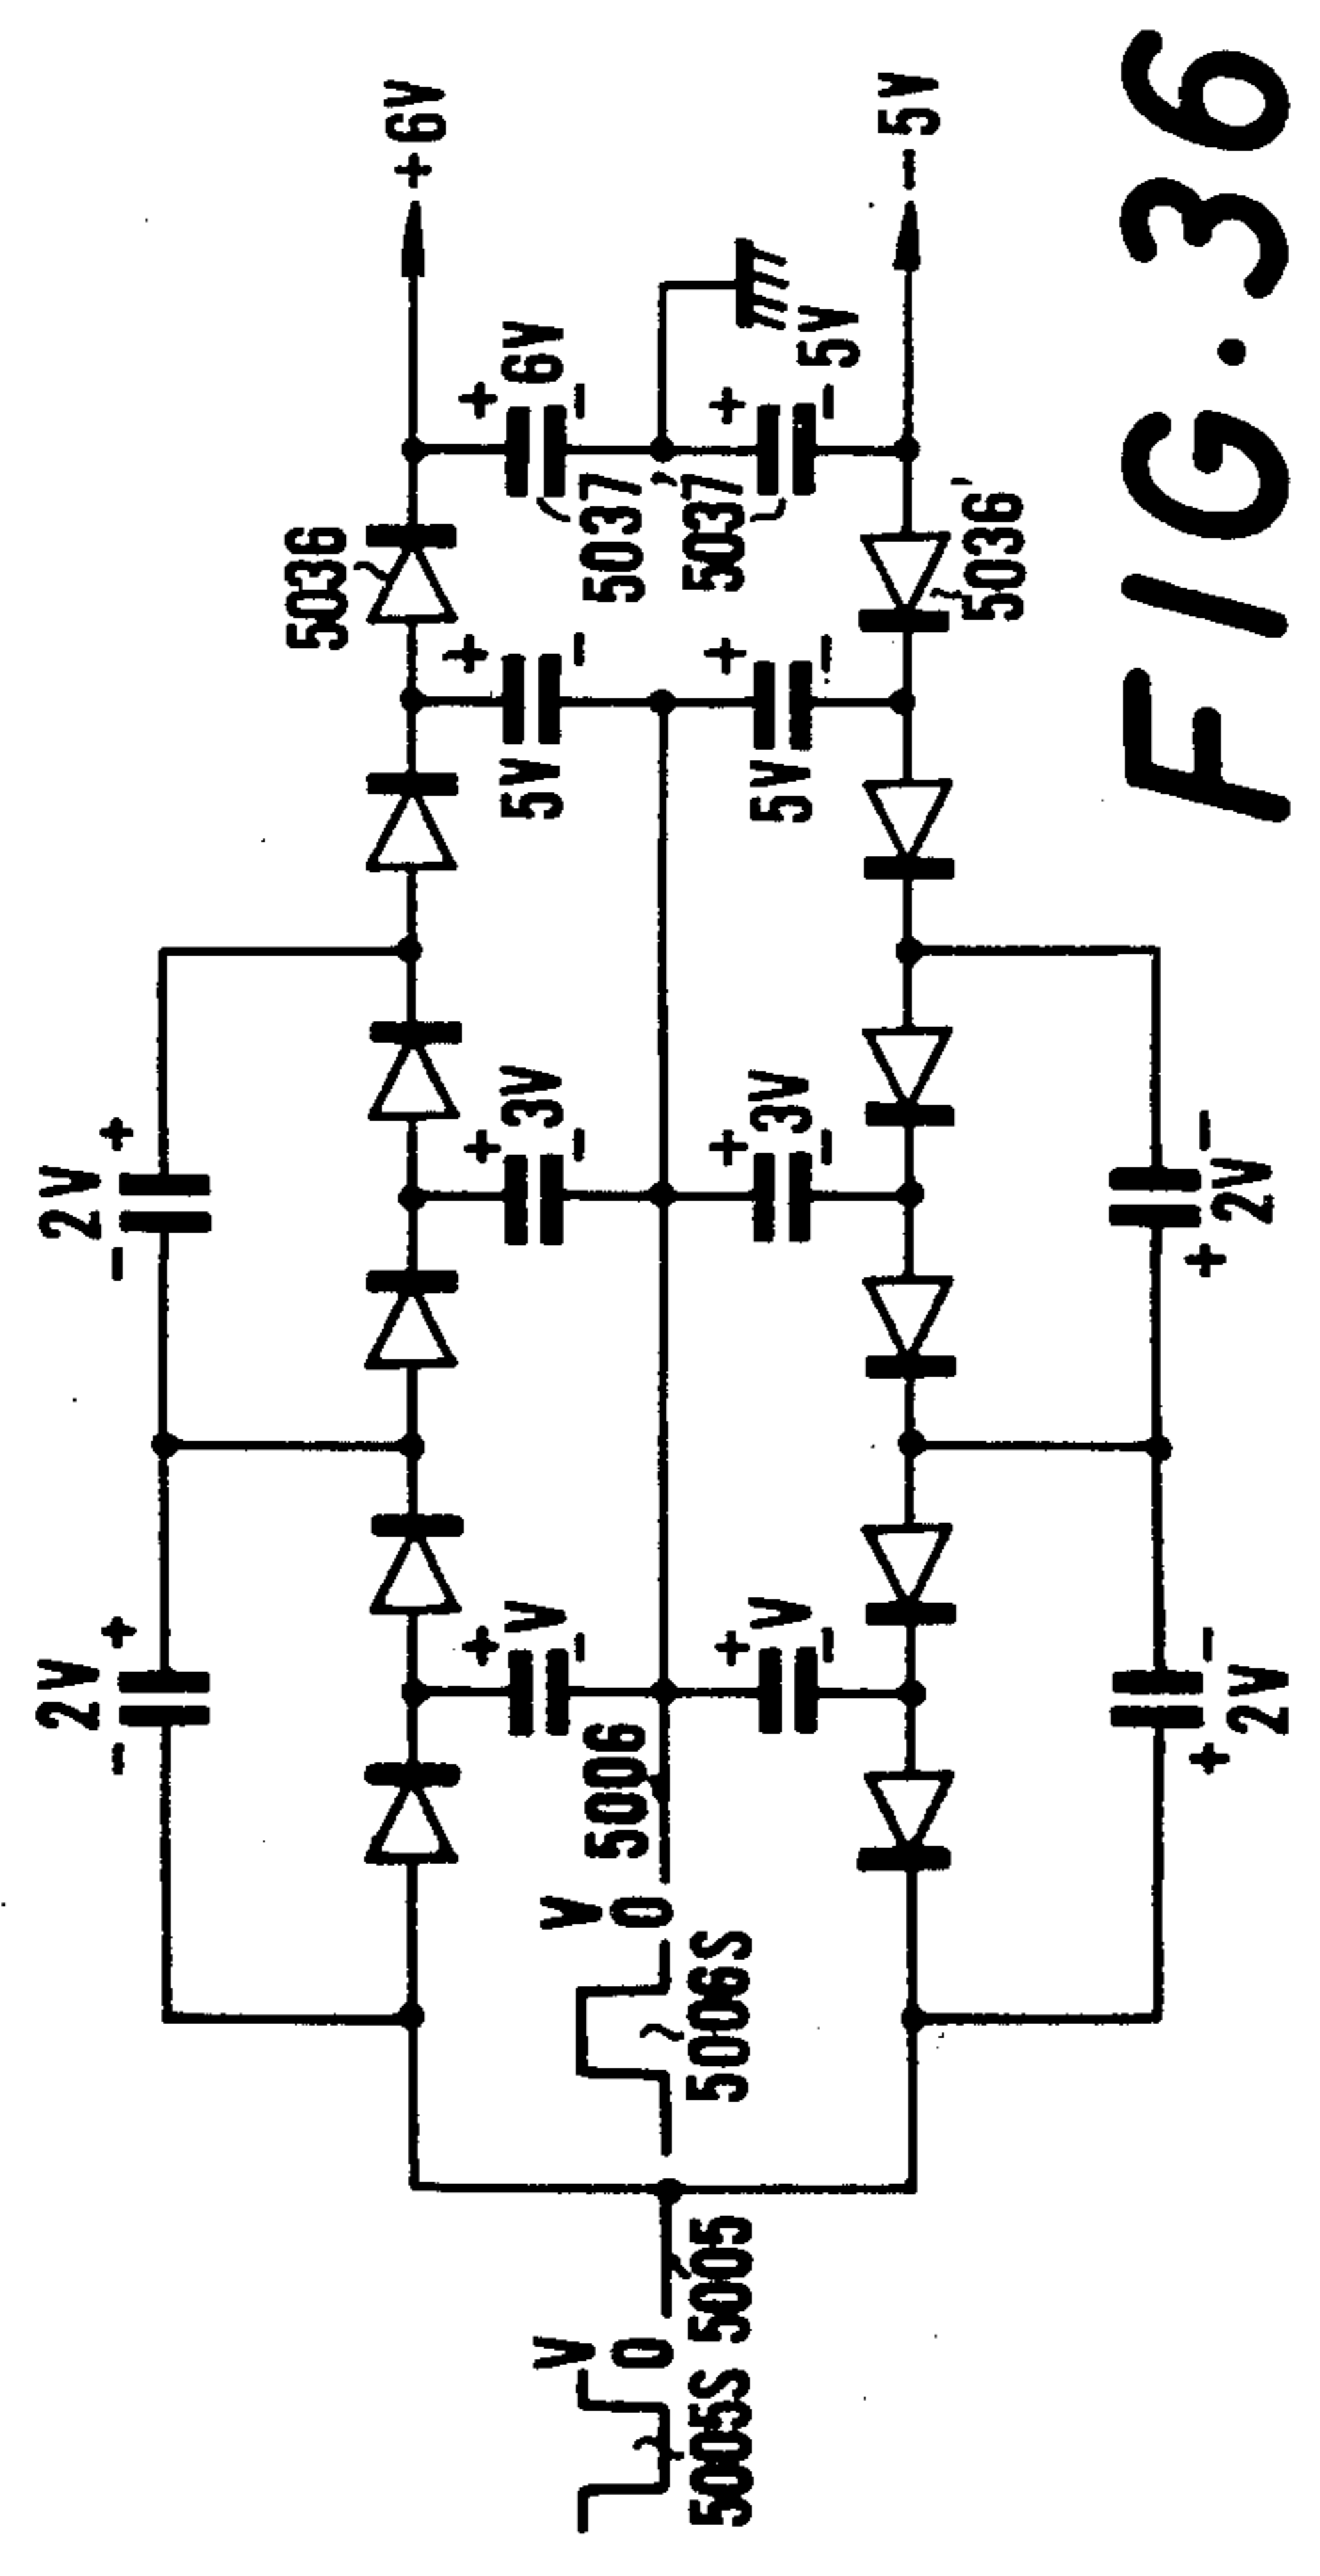 - 2V +
- 2V +
5036
+6V
+
V
-
+
3V
-
+
5V
-
+
6V
-
V
0
V
0
5006
5037
5037'
5005S
5005
5006S
+
V
-
+
3V
-
+
5V
-
+
5V
-
5036'
-5V
+
2V
-
+
2V
-
FIG.36